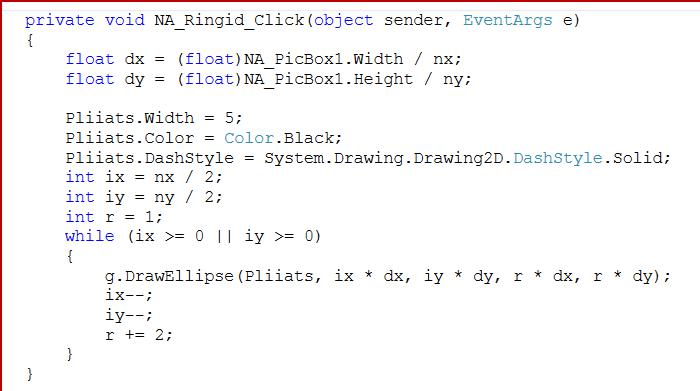 private void NA_Ringid_Click(object sender, EventArgs e)
{
    float dx = (float)NA_PicBox1.Width / nx;
    float dy = (float)NA_PicBox1.Height / ny;

    Pliiats.Width = 5;
    Pliiats.Color = Color.Black;
    Pliiats.DashStyle = System.Drawing.Drawing2D.DashStyle.Solid;
    int ix = nx / 2;
    int iy = ny / 2;
    int r = 1;
    while (ix >= 0 || iy >= 0)
    {
        g.DrawEllipse(Pliiats, ix * dx, iy * dy, r * dx, r * dy);
        ix--;
        iy--;
        r += 2;
    }
}